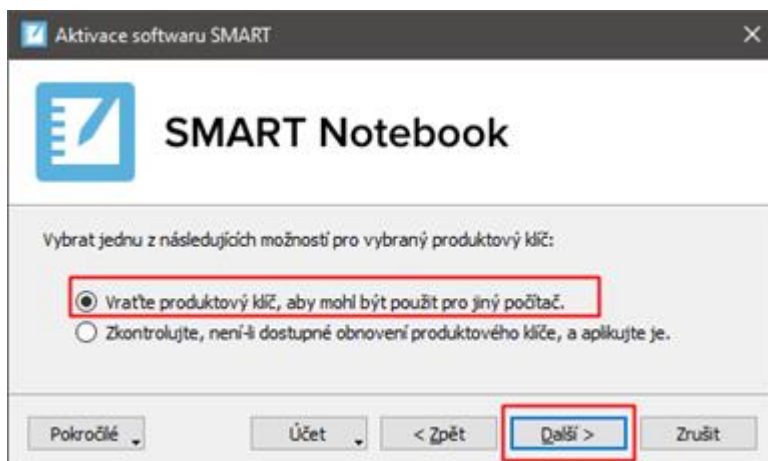 Aktivace softwaru SMART
SMART Notebook
Vybrat jednu z následujících možností pro vybraný produktový klíč:
Vraťte produktový klíč, aby mohl být použit pro jiný počítač.
Zkontrolujte, není-li dostupné obnovení produktového klíče, a aplikujte je.
Pokročilé Účet < Zpět Další > Zrušit